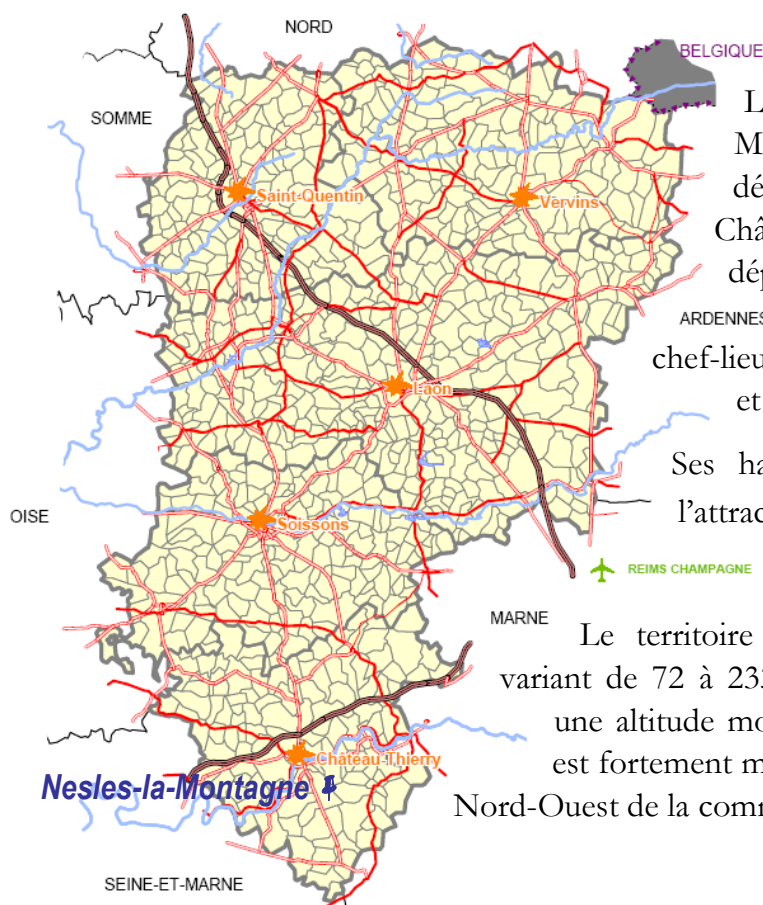 NORD
BELGIQUE
L
SOMME
M
dé
Saint-Quentin
Vervins
Chât
dép
ARDENNES
chef-lieu
Laon
et
Ses ha
OISE
Soissons
l'attrac
REIMS CHAMPAGNE
MARNE
Le territoire
variant de 72 à 233
une altitude mo
Château-Thierry
est fortement m
Nesles-la-Montagne
Nord-Ouest de la comm
SEINE-ET-MARNE